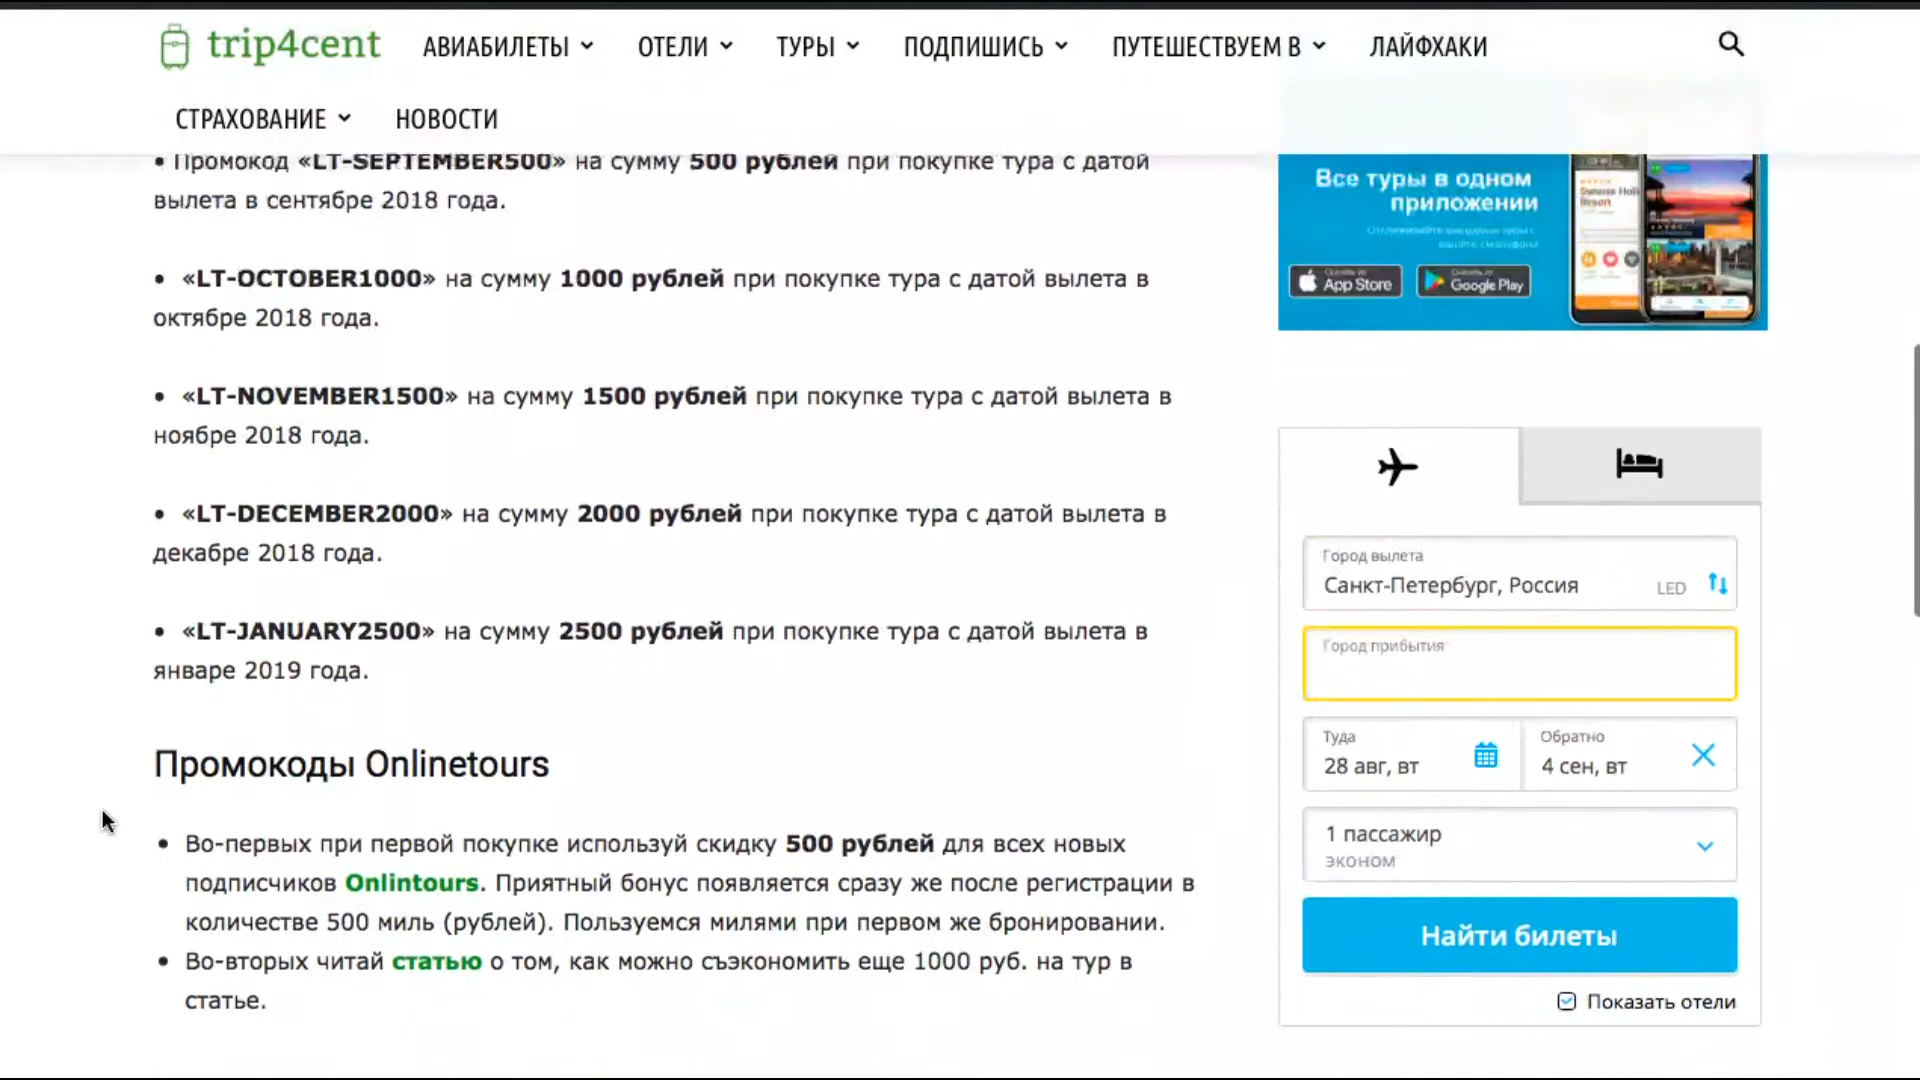 trip4cent
АВИАБИЛЕТЫ ОТЕЛИ ТУРЫ ПОДПИШИСЬ ПУТЕШЕСТВУЕМ В ЛАЙФХАКИ
СТРАХОВАНИЕ НОВОСТИ
• Промокод «LT-SEPTEMBER500» на сумму 500 рублей при покупке тура с датой
вылета в сентябре 2018 года.
• «LT-OCTOBER1000» на сумму 1000 рублей при покупке тура с датой вылета в
октябре 2018 года.
• «LT-NOVEMBER1500» на сумму 1500 рублей при покупке тура с датой вылета в
ноябре 2018 года.
• «LT-DECEMBER2000» на сумму 2000 рублей при покупке тура с датой вылета в
декабре 2018 года.
• «LT-JANUARY2500» на сумму 2500 рублей при покупке тура с датой вылета в
январе 2019 года.
Промокоды Onlinetours
• Во-первых при первой покупке используй скидку 500 рублей для всех новых
подписчиков Onlintours. Приятный бонус появляется сразу же после регистрации в
количестве 500 миль (рублей). Пользуемся милями при первом же бронировании.
• Во-вторых читай статью о том, как можно съэкономить еще 1000 руб. на тур в
статье.
Все туры в одном
приложении
App Store
Google Play
Город вылета
Санкт-Петербург, Россия LED
Город прибытия
Туда
28 авг, вт
Обратно
4 сен, вт
1 пассажир
эконом
Найти билеты
Показать отели